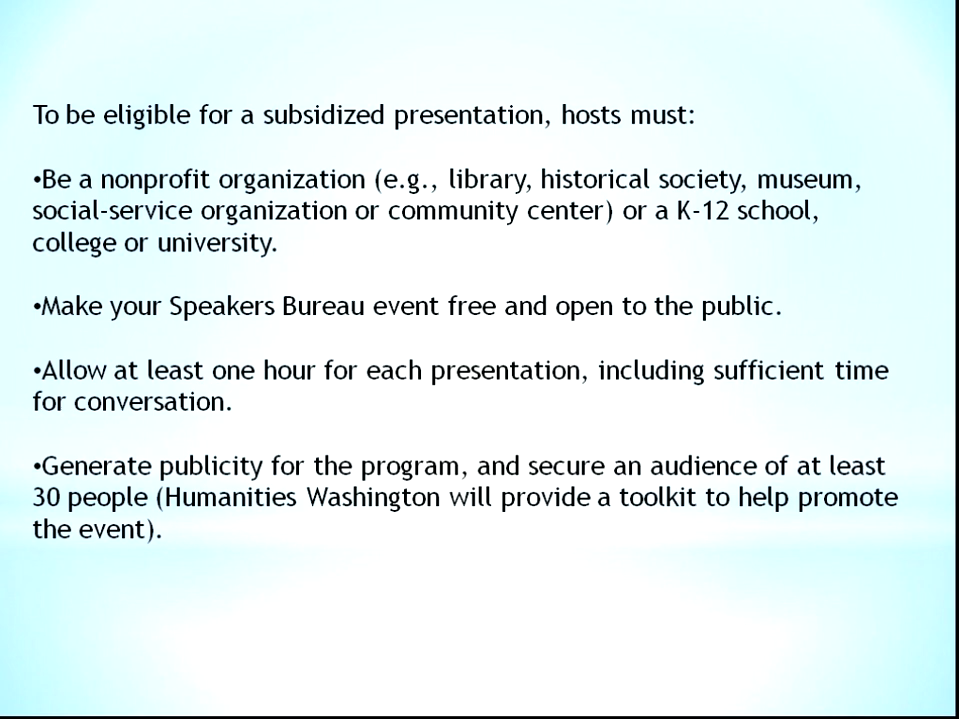 To be eligible for a subsidized presentation, hosts must:
•Be a nonprofit organization (e.g., library, historical society, museum,
social-service organization or community center) or a K-12 school,
college or university.
•Make your Speakers Bureau event free and open to the public.
•Allow at least one hour for each presentation, including sufficient time
for conversation.
•Generate publicity for the program, and secure an audience of at least
30 people (Humanities Washington will provide a toolkit to help promote
the event).